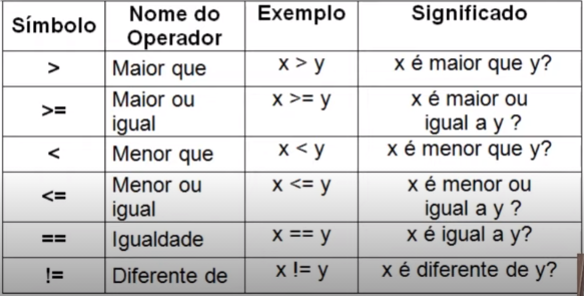 Símbolo | Nome do Operador | Exemplo | Significado
> | Maior que | x > y | x é maior que y?
>= | Maior ou igual | x >= y | x é maior ou igual a y ?
< | Menor que | x < y | x é menor que y?
<= | Menor ou igual | x <= y | x é menor ou igual a y ?
== | Igualdade | x == y | x é igual a y?
!= | Diferente de | x != y | x é diferente de y?